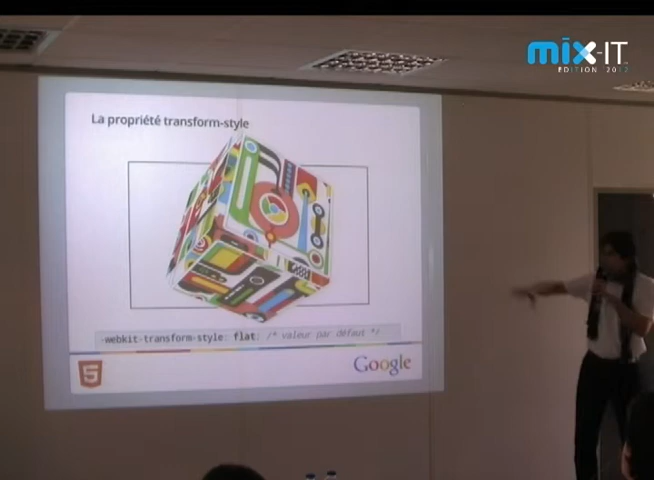 mix-IT
EDITION 2012
La propriété transform-style
-webkit-transform-style: flat; /* valeur par défaut */
5
Google